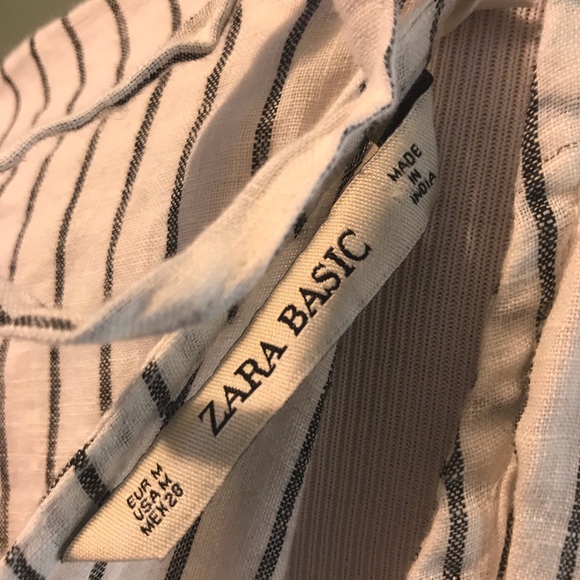 MADE
IN
INDIA
ZARA BASIC
EUR M
USA M
MEX 28